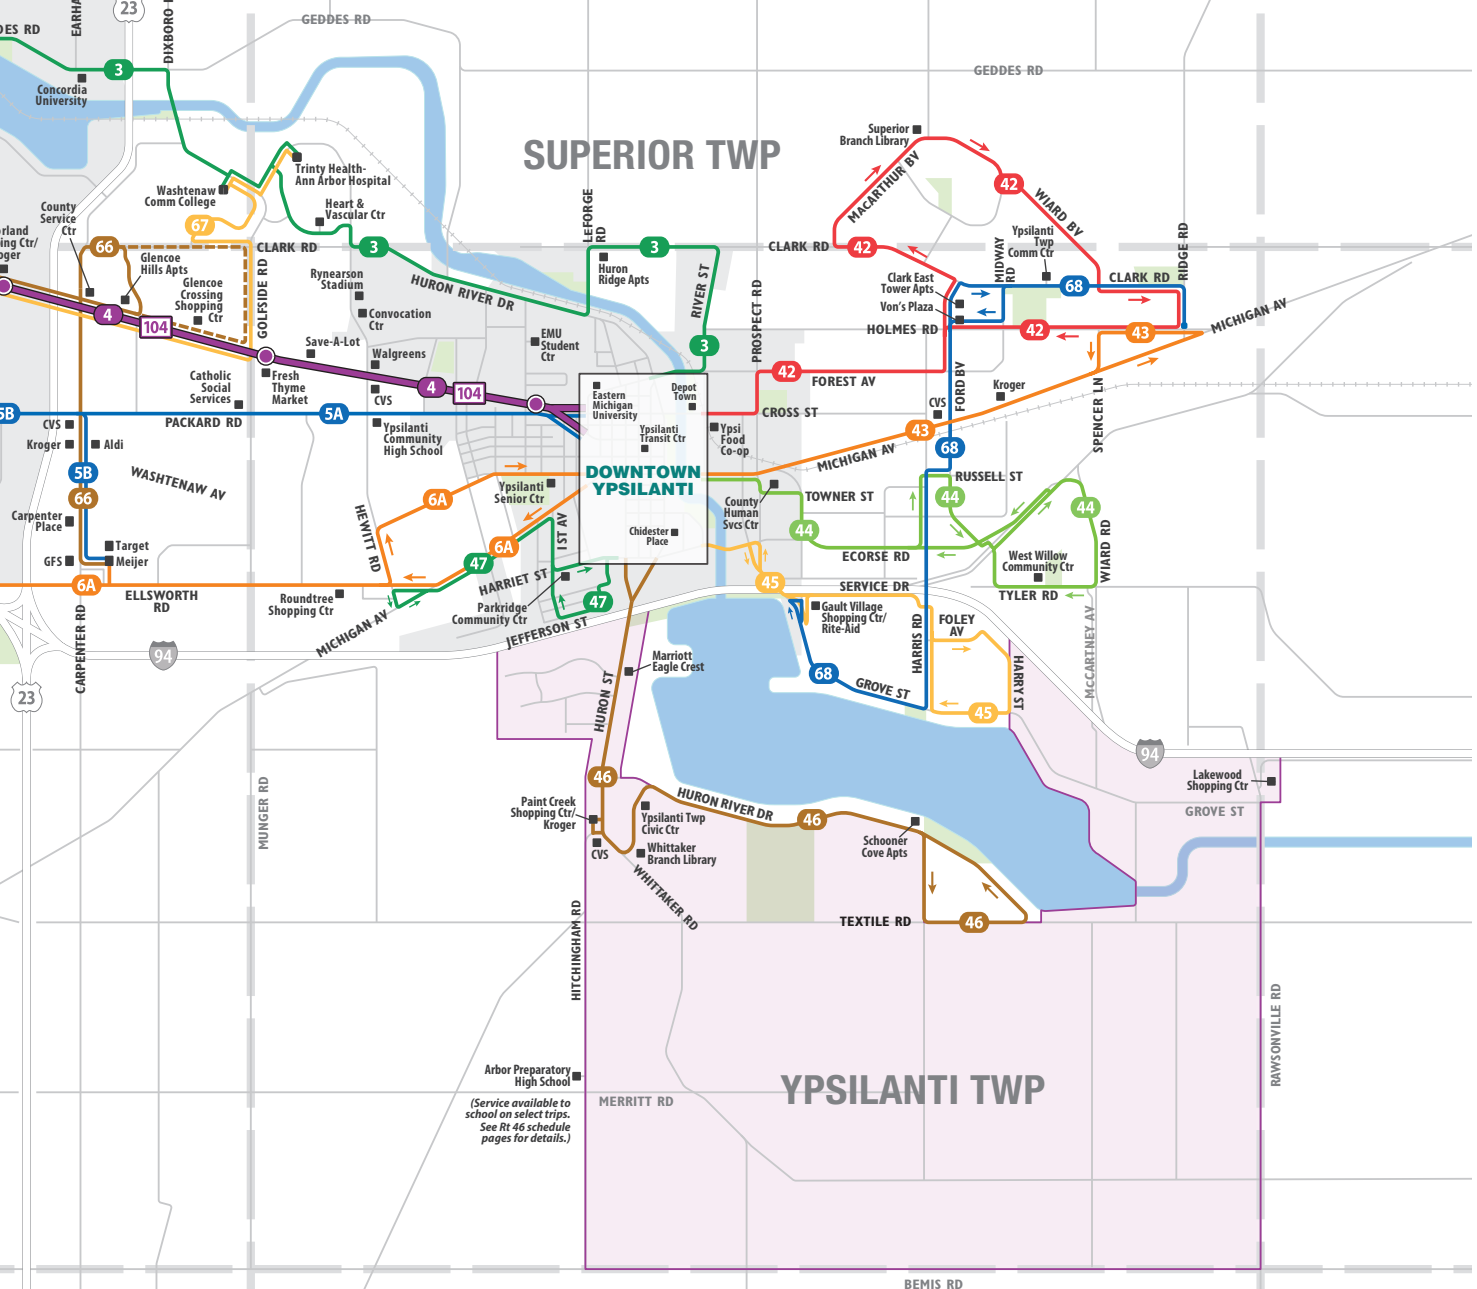 23
EARHA
DIXBORO
GEDDES RD
DES RD
3
GEDDES RD
Concordia
University
SUPERIOR TWP
Superior
Branch Library
MACARTHUR BV
42
WIARD BV
Trinty Health-
Ann Arbor Hospital
Washtenaw
Comm College
County
Service
Ctr
Heart &
Vascular Ctr
67
LEFORGE
RD
orland
ing Ctr/
oger
66
CLARK RD
3
3
CLARK RD
42
MIDWAY
RD
Ypsilanti
Twp
Comm Ctr
RIDGE RD
Glencoe
Hills Apts
GOLFSIDE RD
Rynearson
Stadium
HURON RIVER DR
Huron
Ridge Apts
RIVER ST
PROSPECT RD
Clark East
Tower Apts
68
CLARK RD
Glencoe
Crossing
Shopping
Ctr
Von's Plaza
4
104
Convocation
Ctr
EMU
Student
Ctr
HOLMES RD
42
43
MICHIGAN AV
Save-A-Lot
3
Walgreens
Catholic
Social
Services
Fresh
Thyme
Market
CVS
4
104
42
FOREST AV
FORD BV
Kroger
SPENCER LN
Eastern
Michigan
University
Depot
Town
5B
PACKARD RD
5A
CROSS ST
CVS
CVS
Kroger
Aldi
Ypsilanti
Community
High School
Ypsilanti
Transit Ctr
Ypsi
Food
Co-op
43
MICHIGAN AV
68
5B
WASHTENAW AV
DOWNTOWN
YPSILANTI
RUSSELL ST
66
6A
Ypsilanti
Senior Ctr
County
Human
Svcs Ctr
TOWNER ST
44
44
Carpenter
Place
HEWITT RD
1ST AV
Chidester
Place
44
WIARD RD
Target
Meijer
GFS
6A
47
ECORSE RD
West Willow
Community Ctr
6A
ELLSWORTH
RD
HARRIET ST
45
SERVICE DR
TYLER RD
Roundtree
Shopping Ctr
Parkridge
Community Ctr
47
Gault Village
Shopping Ctr/
Rite-Aid
CARPENTER RD
MICHIGAN AV
JEFFERSON ST
HARRIS RD
FOLEY
AV
MCCARTNEY AV
94
23
Marriott
Eagle Crest
HURON ST
68
GROVE ST
HARRY ST
45
94
46
Lakewood
Shopping Ctr
MUNGER RD
Paint Creek
Shopping Ctr/
Kroger
HURON RIVER DR
46
GROVE ST
Ypsilanti Twp
Civic Ctr
Schooner
Cove Apts
CVS
Whittaker
Branch Library
WHITTAKER RD
HITCHINGHAM RD
TEXTILE RD
46
RAWSONVILLE RD
Arbor Preparatory
High School
YPSILANTI TWP
(Service available to
school on select trips.
See Rt 46 schedule
pages for details.)
MERRITT RD
BEMIS RD